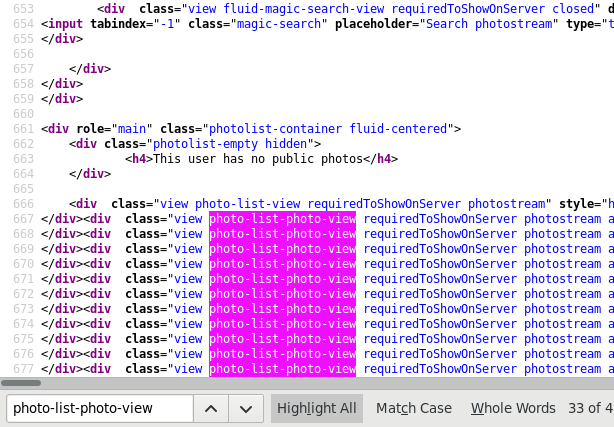 653 <div  class="view fluid-magic-search-view requiredToShowOnServer closed" d
654 <input tabindex="-1" class="magic-search" placeholder="Search photostream" type="t
655 </div>
656
657 </div>
658 </div>
659 </div>
660
661 <div role="main" class="photolist-container fluid-centered">
662 <div class="photolist-empty hidden">
663 <h4>This user has no public photos</h4>
664 </div>
665
666 <div  class="view photo-list-view requiredToShowOnServer photostream" style="h
667 </div><div  class="view photo-list-photo-view requiredToShowOnServer photostream a
668 </div><div  class="view photo-list-photo-view requiredToShowOnServer photostream a
669 </div><div  class="view photo-list-photo-view requiredToShowOnServer photostream a
670 </div><div  class="view photo-list-photo-view requiredToShowOnServer photostream a
671 </div><div  class="view photo-list-photo-view requiredToShowOnServer photostream a
672 </div><div  class="view photo-list-photo-view requiredToShowOnServer photostream a
673 </div><div  class="view photo-list-photo-view requiredToShowOnServer photostream a
674 </div><div  class="view photo-list-photo-view requiredToShowOnServer photostream a
675 </div><div  class="view photo-list-photo-view requiredToShowOnServer photostream a
676 </div><div  class="view photo-list-photo-view requiredToShowOnServer photostream a
677 </div><div  class="view photo-list-photo-view requiredToShowOnServer photostream a
photo-list-photo-view Highlight All Match Case Whole Words 33 of 4